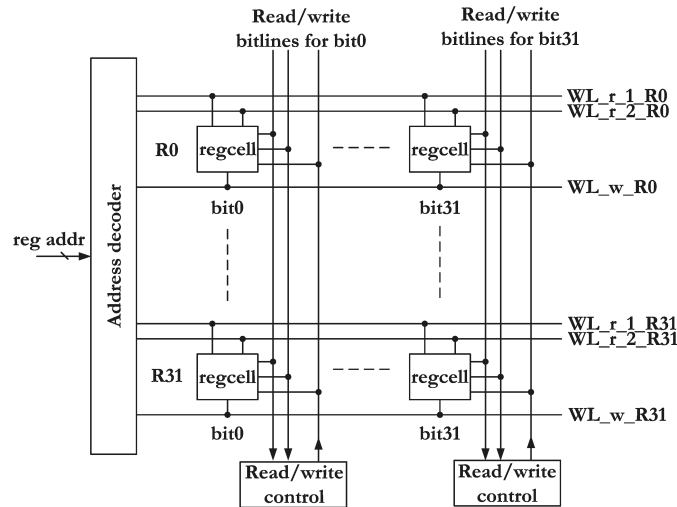 Read/write
bitlines for bit0
Read/write
bitlines for bit31
WL_r_1_R0
WL_r_2_R0
R0
regcell
regcell
WL_w_R0
bit0
bit31
reg addr
Address decoder
WL_r_1_R31
WL_r_2_R31
R31
regcell
regcell
WL_w_R31
bit0
bit31
Read/write
control
Read/write
control